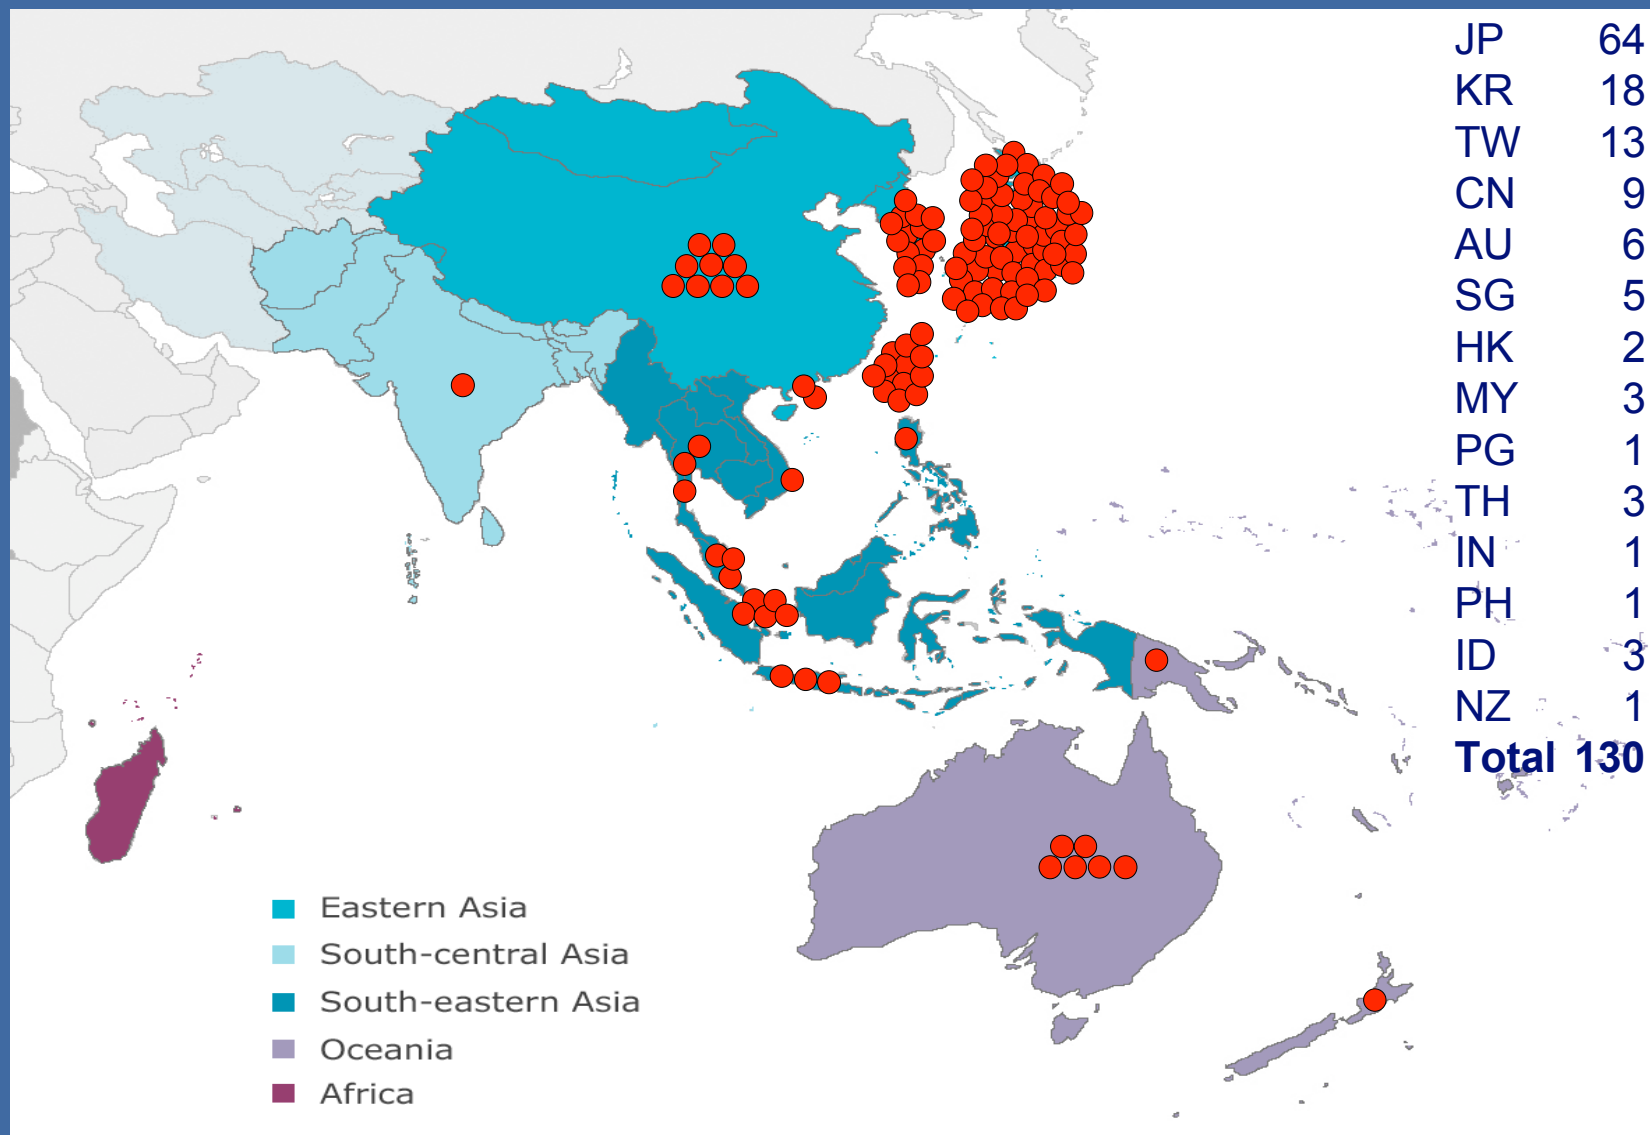 JP 64
KR 18
TW 13
CN 9
AU 6
SG 5
HK 2
MY 3
PG 1
TH 3
IN 1
PH 1
ID 3
NZ 1
Total 130
Eastern Asia
South-central Asia
South-eastern Asia
Oceania
Africa